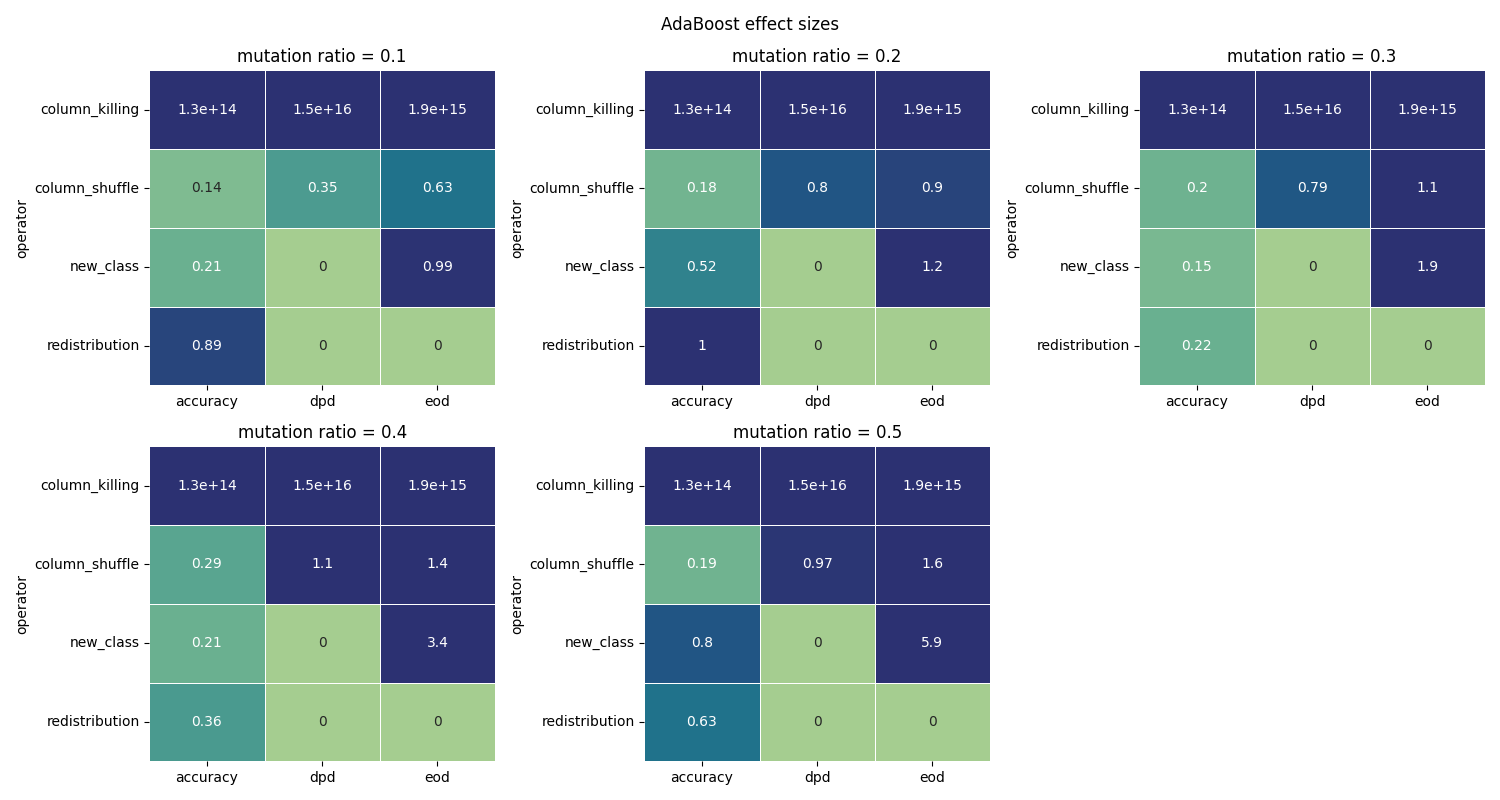 AdaBoost effect sizes
mutation ratio = 0.1
operator
column_killing 1.3e+14 1.5e+16 1.9e+15
column_shuffle 0.14 0.35 0.63
new_class 0.21 0 0.99
redistribution 0.89 0 0
accuracy dpd eod
mutation ratio = 0.2
operator
column_killing 1.3e+14 1.5e+16 1.9e+15
column_shuffle 0.18 0.8 0.9
new_class 0.52 0 1.2
redistribution 1 0 0
accuracy dpd eod
mutation ratio = 0.3
operator
column_killing 1.3e+14 1.5e+16 1.9e+15
column_shuffle 0.2 0.79 1.1
new_class 0.15 0 1.9
redistribution 0.22 0 0
accuracy dpd eod
mutation ratio = 0.4
operator
column_killing 1.3e+14 1.5e+16 1.9e+15
column_shuffle 0.29 1.1 1.4
new_class 0.21 0 3.4
redistribution 0.36 0 0
accuracy dpd eod
mutation ratio = 0.5
operator
column_killing 1.3e+14 1.5e+16 1.9e+15
column_shuffle 0.19 0.97 1.6
new_class 0.8 0 5.9
redistribution 0.63 0 0
accuracy dpd eod